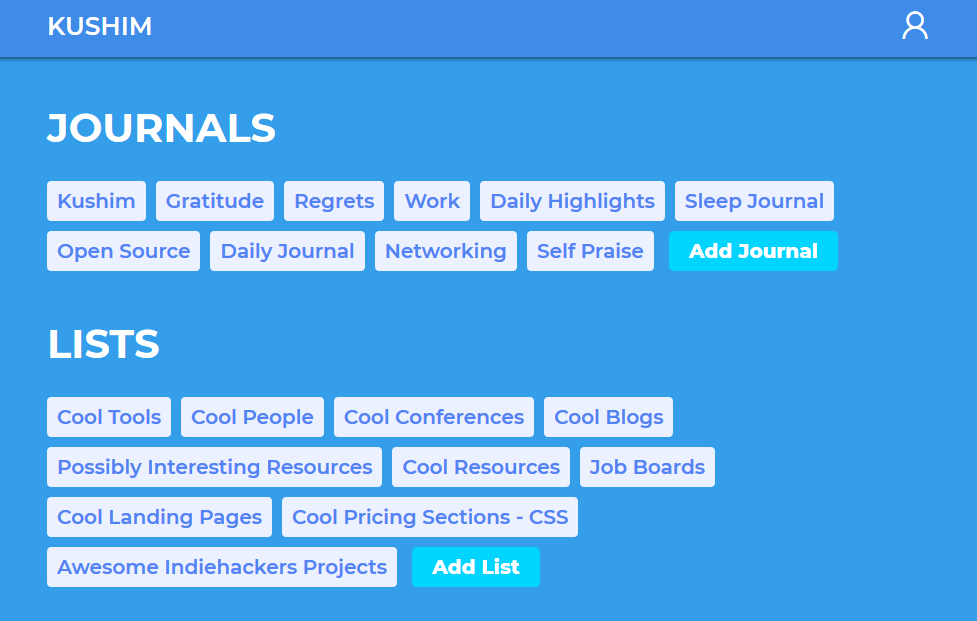 KUSHIM
JOURNALS
Kushim Gratitude Regrets Work Daily Highlights Sleep Journal
Open Source Daily Journal Networking Self Praise Add Journal
LISTS
Cool Tools Cool People Cool Conferences Cool Blogs
Possibly Interesting Resources Cool Resources Job Boards
Cool Landing Pages Cool Pricing Sections - CSS
Awesome Indiehackers Projects Add List